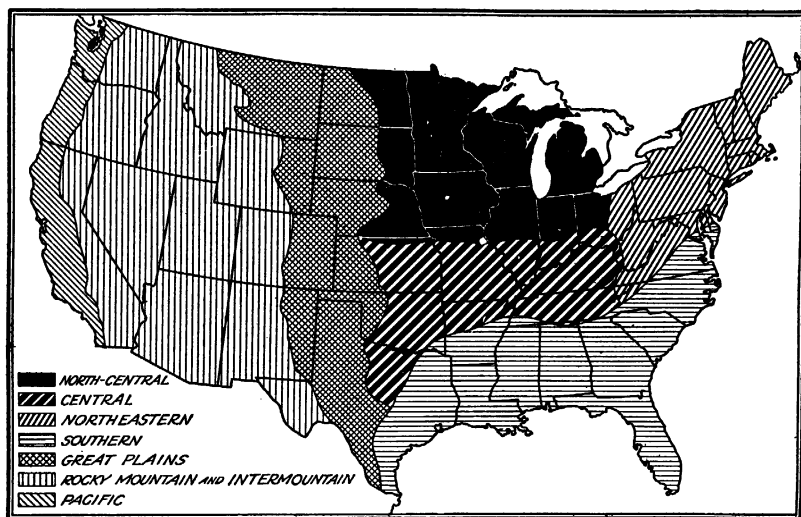 NORTH-CENTRAL
CENTRAL
NORTHEASTERN
SOUTHERN
GREAT PLAINS
ROCKY MOUNTAIN AND INTERMOUNTAIN
PACIFIC